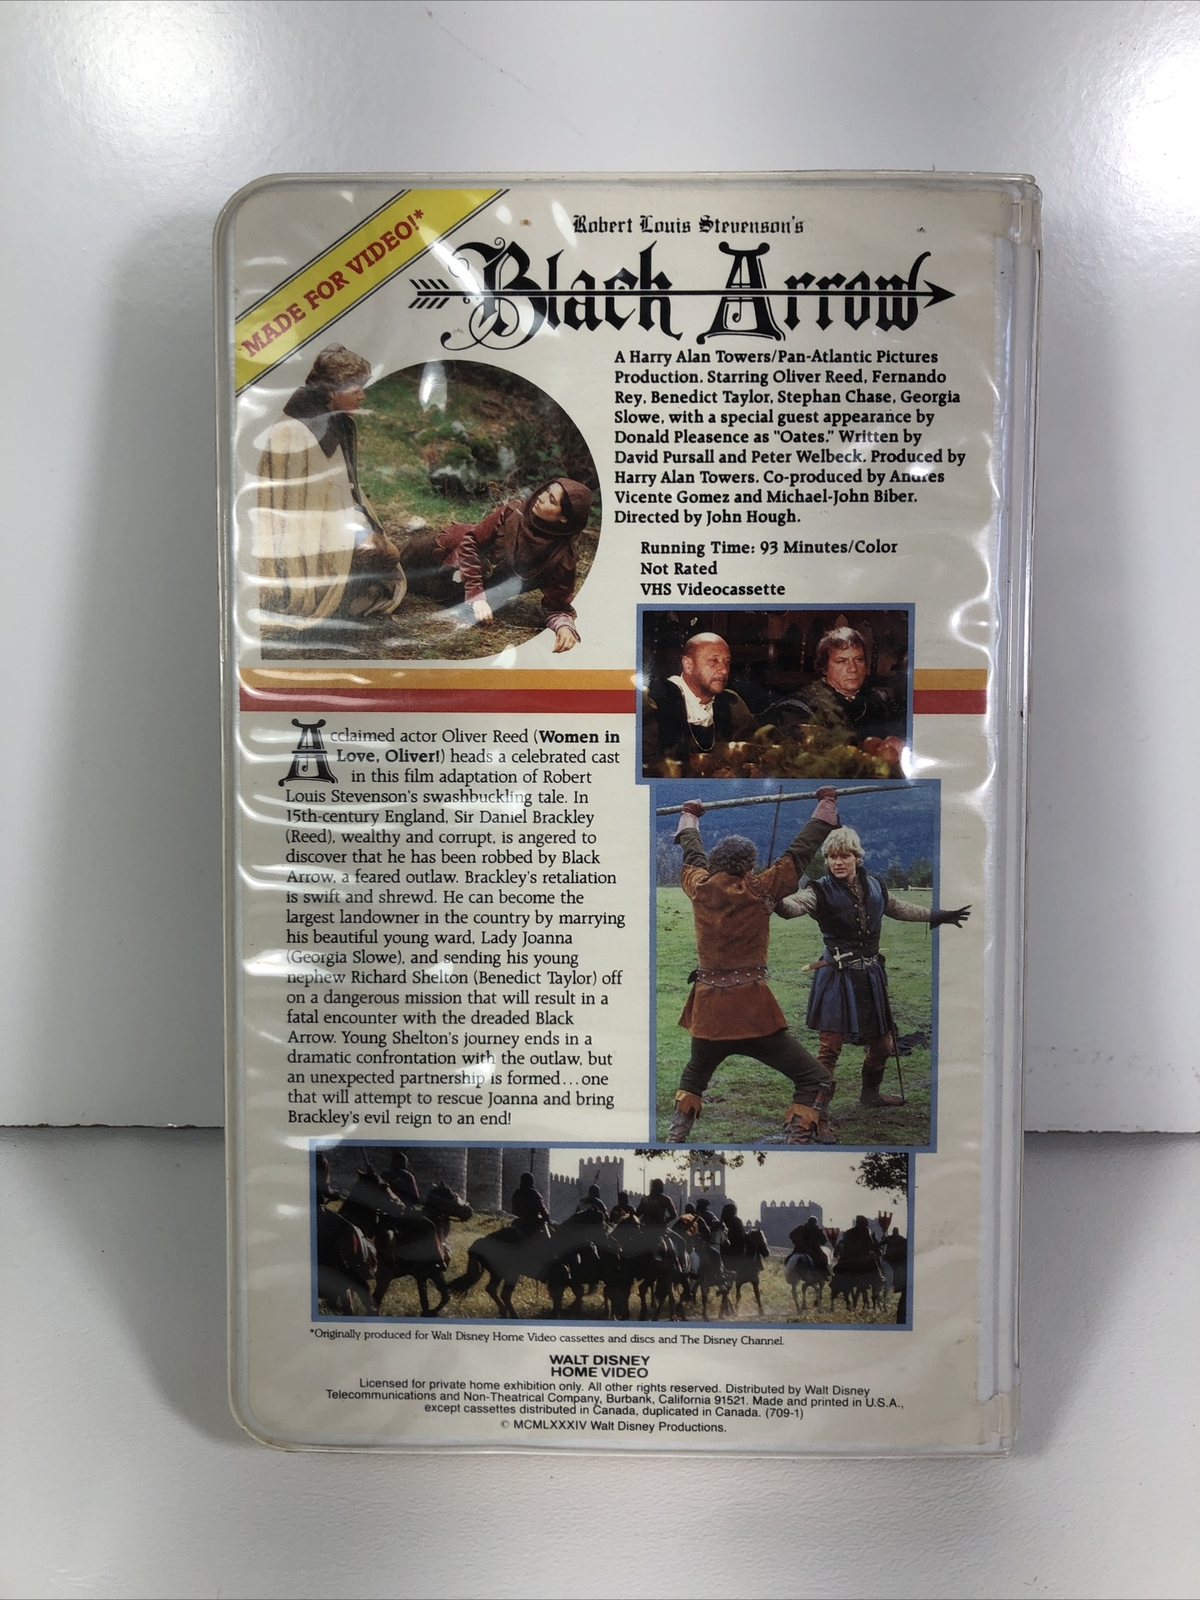 MADE FOR VIDEO!*
Robert Louis Stevenson's
Black Arrow
A Harry Alan Towers/Pan-Atlantic Pictures
Production. Starring Oliver Reed, Fernando
Rey, Benedict Taylor, Stephan Chase, Georgia
Slowe, with a special guest appearance by
Donald Pleasence as "Oates." Written by
David Pursall and Peter Welbeck. Produced by
Harry Alan Towers. Co-produced by Andres
Vicente Gomez and Michael-John Biber.
Directed by John Hough.
Running Time: 93 Minutes/Color
Not Rated
VHS Videocassette
Acclaimed actor Oliver Reed (Women in
Love, Oliver!) heads a celebrated cast
in this film adaptation of Robert
Louis Stevenson's swashbuckling tale. In
15th-century England, Sir Daniel Brackley
(Reed), wealthy and corrupt, is angered to
discover that he has been robbed by Black
Arrow, a feared outlaw. Brackley's retaliation
is swift and shrewd. He can become the
largest landowner in the country by marrying
his beautiful young ward, Lady Joanna
(Georgia Slowe), and sending his young
nephew Richard Shelton (Benedict Taylor) off
on a dangerous mission that will result in a
fatal encounter with the dreaded Black
Arrow. Young Shelton's journey ends in a
dramatic confrontation with the outlaw, but
an unexpected partnership is formed...one
that will attempt to rescue Joanna and bring
Brackley's evil reign to an end!
*Originally produced for Walt Disney Home Video cassettes and discs and The Disney Channel.
WALT DISNEY
HOME VIDEO
Licensed for private home exhibition only. All other rights reserved. Distributed by Walt Disney
Telecommunications and Non-Theatrical Company, Burbank, California 91521. Made and printed in U.S.A.,
except cassettes distributed in Canada, duplicated in Canada. (709-1)
© MCMLXXXIV Walt Disney Productions.